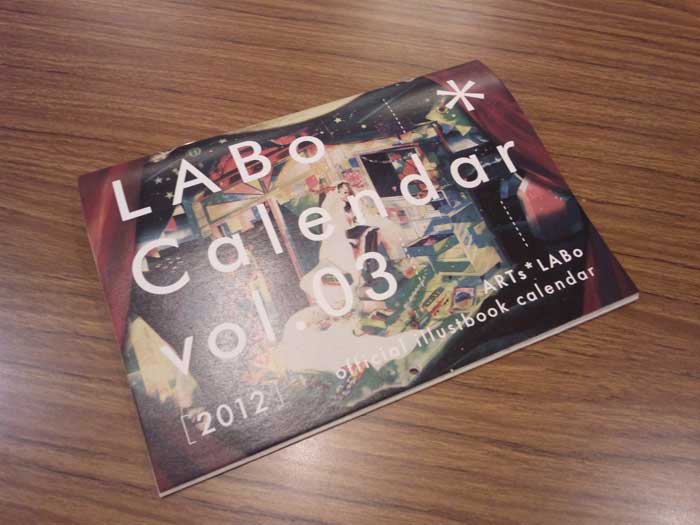 LABo
*
Calendar
vol.03
ARTs*LABo
official illustbook calendar
[2012]